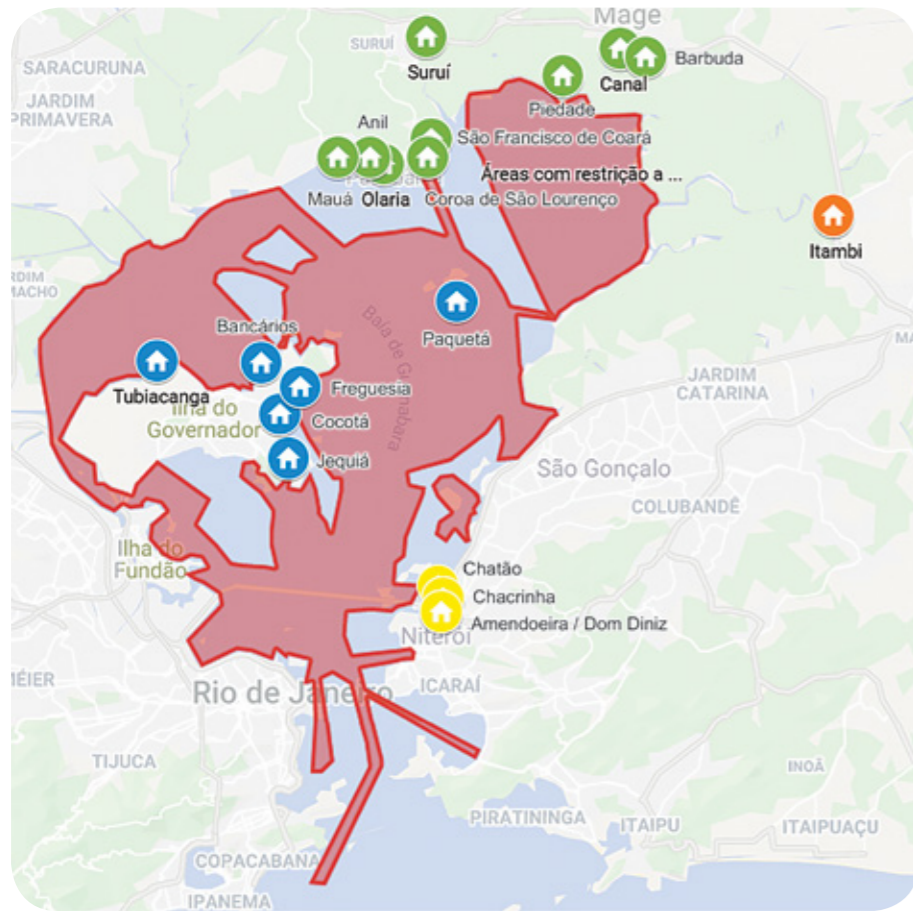 Mage
SURUÍ
SARACURUNA
Suruí
Canal
Barbuda
JARDIM
PRIMAVERA
Piedade
Anil
São Francisco de Coará
Áreas com restrição a ...
Mauá
Olaria
Coroa de São Lourenço
Itambi
Bancários
Baía de Guanabara
Paquetá
Tubiacanga
Freguesia
JARDIM
CATARINA
Ilha do
Governador
Cocotá
Jequiá
São Gonçalo
COLUBANDÊ
Ilha do
Fundão
Chatão
Chacrinha
Amendoeira / Dom Diniz
Niterói
MÉIER
Rio de Janeiro
ICARAÍ
TIJUCA
INOÃ
PIRATININGA
ITAIPU
ITAIPUAÇU
COPACABANA
IPANEMA